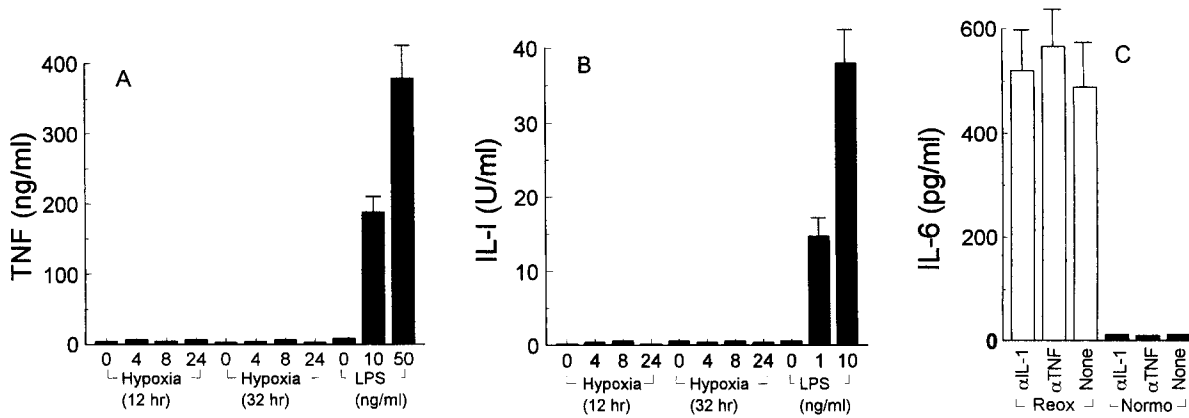 A
TNF (ng/ml)
400
300
200
100
0
0 4 8 24 0 4 8 24 0 10 50
Hypoxia Hypoxia LPS
(12 hr) (32 hr) (ng/ml)
B
IL-I (U/ml)
40
30
20
10
0
0 4 8 24 0 4 8 24 0 1 10
Hypoxia Hypoxia LPS
(12 hr) (32 hr) (ng/ml)
C
IL-6 (pg/ml)
600
400
200
0
αIL-1 αTNF None αIL-1 αTNF None
Reox Normo